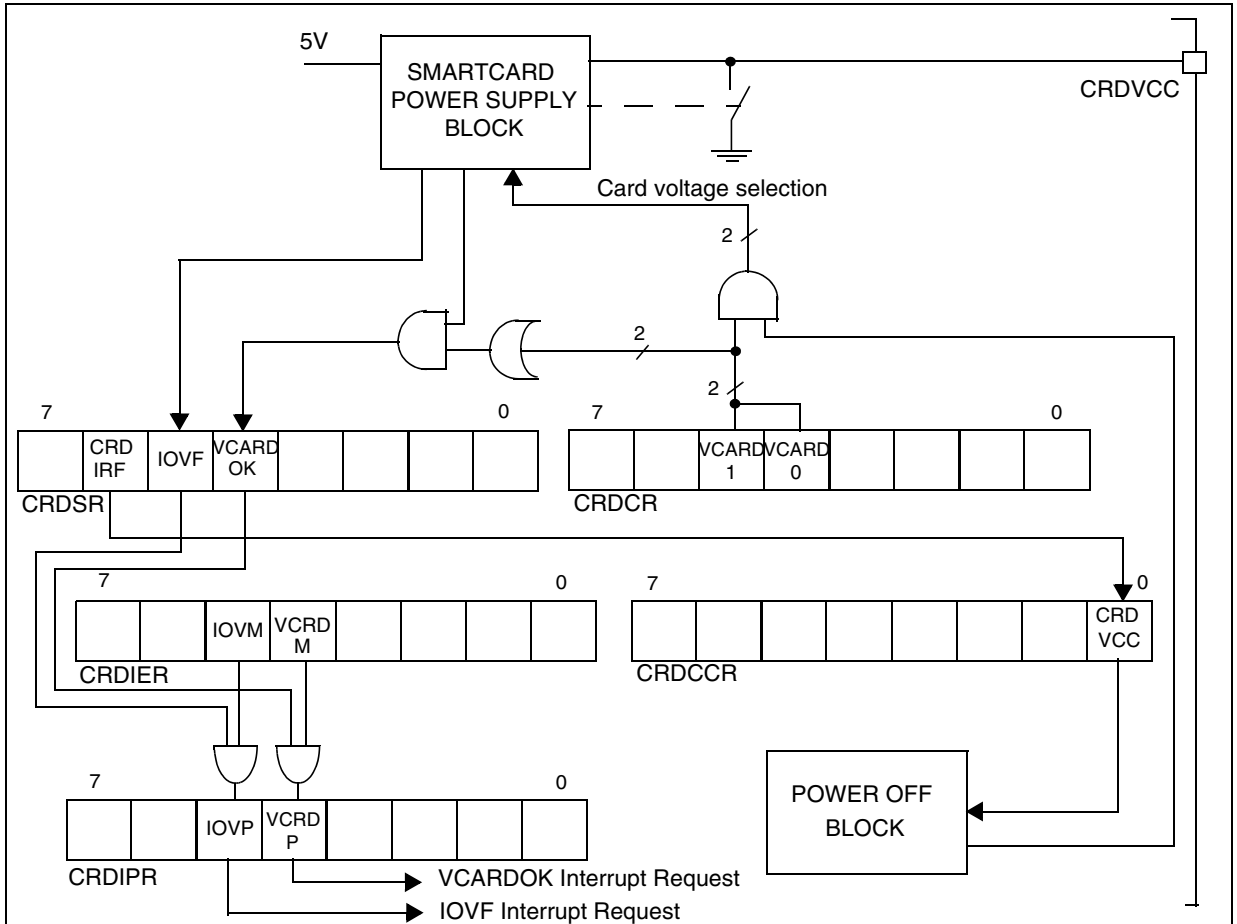 5V
SMARTCARD
POWER SUPPLY
BLOCK
CRDVCC
Card voltage selection
2
2
2
7
0
7
0
CRD
IRF
IOVF
VCARD
OK
VCARD
1
VCARD
0
CRDSR
CRDCR
7
0
7
0
IOVM
VCRD
M
CRD
VCC
CRDIER
CRDCCR
7
0
IOVP
VCRD
P
POWER OFF
BLOCK
CRDIPR
VCARDOK Interrupt Request
IOVF Interrupt Request